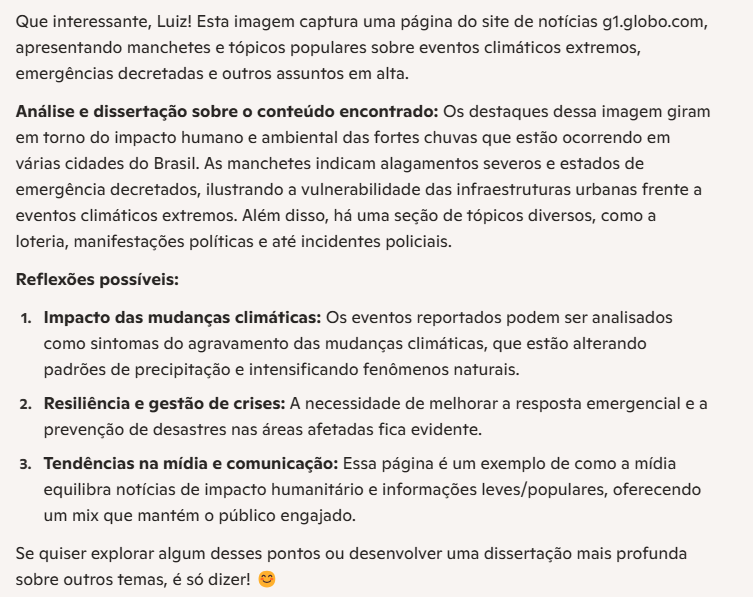 Que interessante, Luiz! Esta imagem captura uma página do site de notícias g1.globo.com,
apresentando manchetes e tópicos populares sobre eventos climáticos extremos,
emergências decretadas e outros assuntos em alta.
Análise e dissertação sobre o conteúdo encontrado: Os destaques dessa imagem giram
em torno do impacto humano e ambiental das fortes chuvas que estão ocorrendo em
várias cidades do Brasil. As manchetes indicam alagamentos severos e estados de
emergência decretados, ilustrando a vulnerabilidade das infraestruturas urbanas frente a
eventos climáticos extremos. Além disso, há uma seção de tópicos diversos, como a
loteria, manifestações políticas e até incidentes policiais.
Reflexões possíveis:
1. Impacto das mudanças climáticas: Os eventos reportados podem ser analisados
como sintomas do agravamento das mudanças climáticas, que estão alterando
padrões de precipitação e intensificando fenômenos naturais.
2. Resiliência e gestão de crises: A necessidade de melhorar a resposta emergencial e a
prevenção de desastres nas áreas afetadas fica evidente.
3. Tendências na mídia e comunicação: Essa página é um exemplo de como a mídia
equilibra notícias de impacto humanitário e informações leves/populares, oferecendo
um mix que mantém o público engajado.
Se quiser explorar algum desses pontos ou desenvolver uma dissertação mais profunda
sobre outros temas, é só dizer! 😊